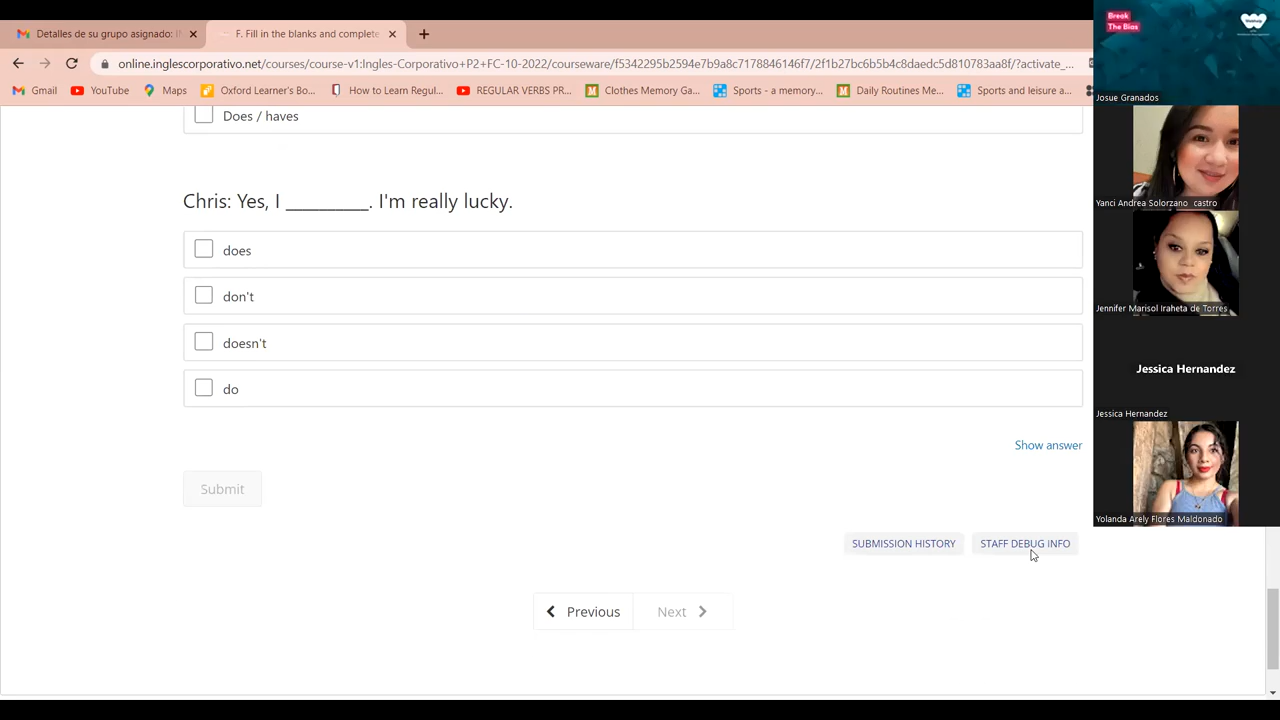 Detalles de su grupo asignado: I
F. Fill in the blanks and complete
online.inglescorporativo.net/courses/course-v1:Ingles-Corporativo+P2+FC-10-2022/courseware/f5342295b2594e7b9a8c7178846146f7/2f1b27bc6b5b4c8daedc5d810783aa8f/?activate_...
Gmail YouTube Maps Oxford Learner's Bo... How to Learn Regul... REGULAR VERBS PR... Clothes Memory Ga... Sports - a memory... Daily Routines Me... Sports and leisure a...
Does / haves
Chris: Yes, I __________. I'm really lucky.
does
don't
doesn't
do
Show answer
Submit
SUBMISSION HISTORY STAFF DEBUG INFO
Previous Next
Break
The Bias
Josue Granados
Yanci Andrea Solorzano castro
Jennifer Marisol Iraheta de Torres
Jessica Hernandez
Jessica Hernandez
Yolanda Arely Flores Maldonado